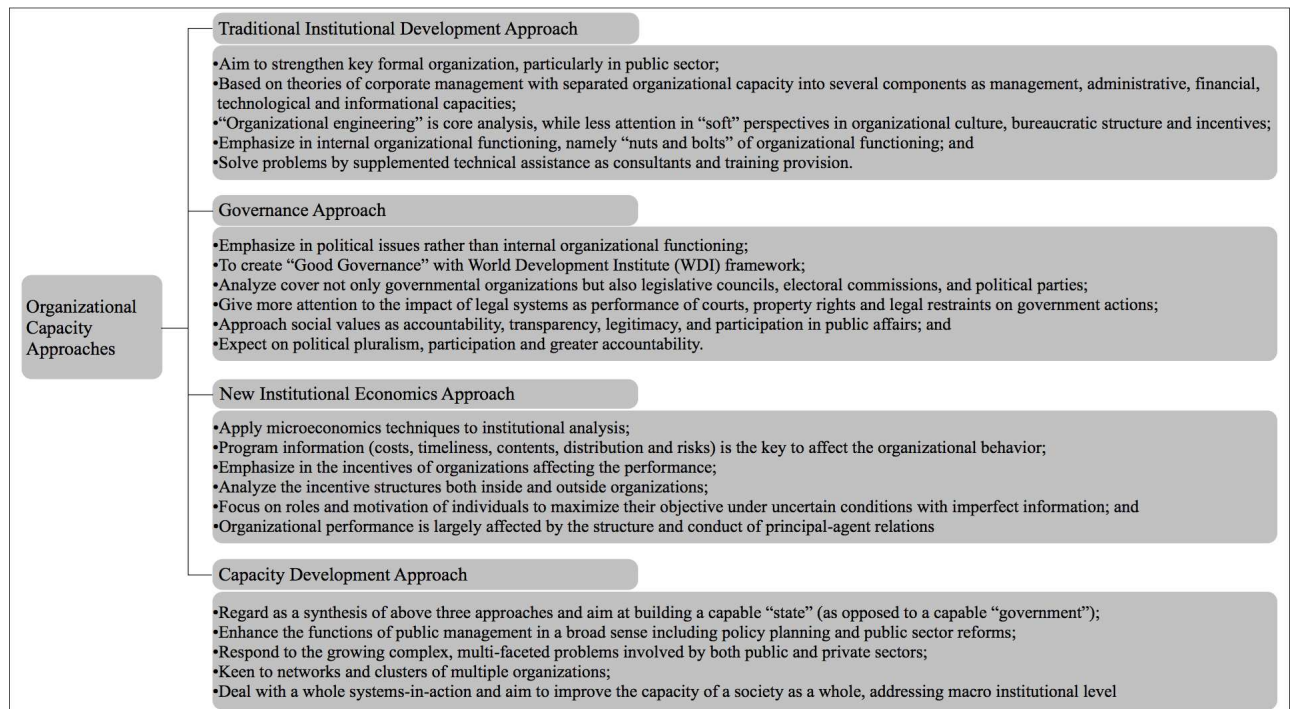 Traditional Institutional Development Approach
•Aim to strengthen key formal organization, particularly in public sector;
•Based on theories of corporate management with separated organizational capacity into several components as management, administrative, financial,
technological and informational capacities;
•“Organizational engineering” is core analysis, while less attention in “soft” perspectives in organizational culture, bureaucratic structure and incentives;
•Emphasize in internal organizational functioning, namely “nuts and bolts” of organizational functioning; and
•Solve problems by supplemented technical assistance as consultants and training provision.
Governance Approach
•Emphasize in political issues rather than internal organizational functioning;
•To create “Good Governance” with World Development Institute (WDI) framework;
•Analyze cover not only governmental organizations but also legislative councils, electoral commissions, and political parties;
•Give more attention to the impact of legal systems as performance of courts, property rights and legal restraints on government actions;
•Approach social values as accountability, transparency, legitimacy, and participation in public affairs; and
•Expect on political pluralism, participation and greater accountability.
Organizational
Capacity
Approaches
New Institutional Economics Approach
•Apply microeconomics techniques to institutional analysis;
•Program information (costs, timeliness, contents, distribution and risks) is the key to affect the organizational behavior;
•Emphasize in the incentives of organizations affecting the performance;
•Analyze the incentive structures both inside and outside organizations;
•Focus on roles and motivation of individuals to maximize their objective under uncertain conditions with imperfect information; and
•Organizational performance is largely affected by the structure and conduct of principal-agent relations
Capacity Development Approach
•Regard as a synthesis of above three approaches and aim at building a capable “state” (as opposed to a capable “government”);
•Enhance the functions of public management in a broad sense including policy planning and public sector reforms;
•Respond to the growing complex, multi-faceted problems involved by both public and private sectors;
•Keen to networks and clusters of multiple organizations;
•Deal with a whole systems-in-action and aim to improve the capacity of a society as a whole, addressing macro institutional level